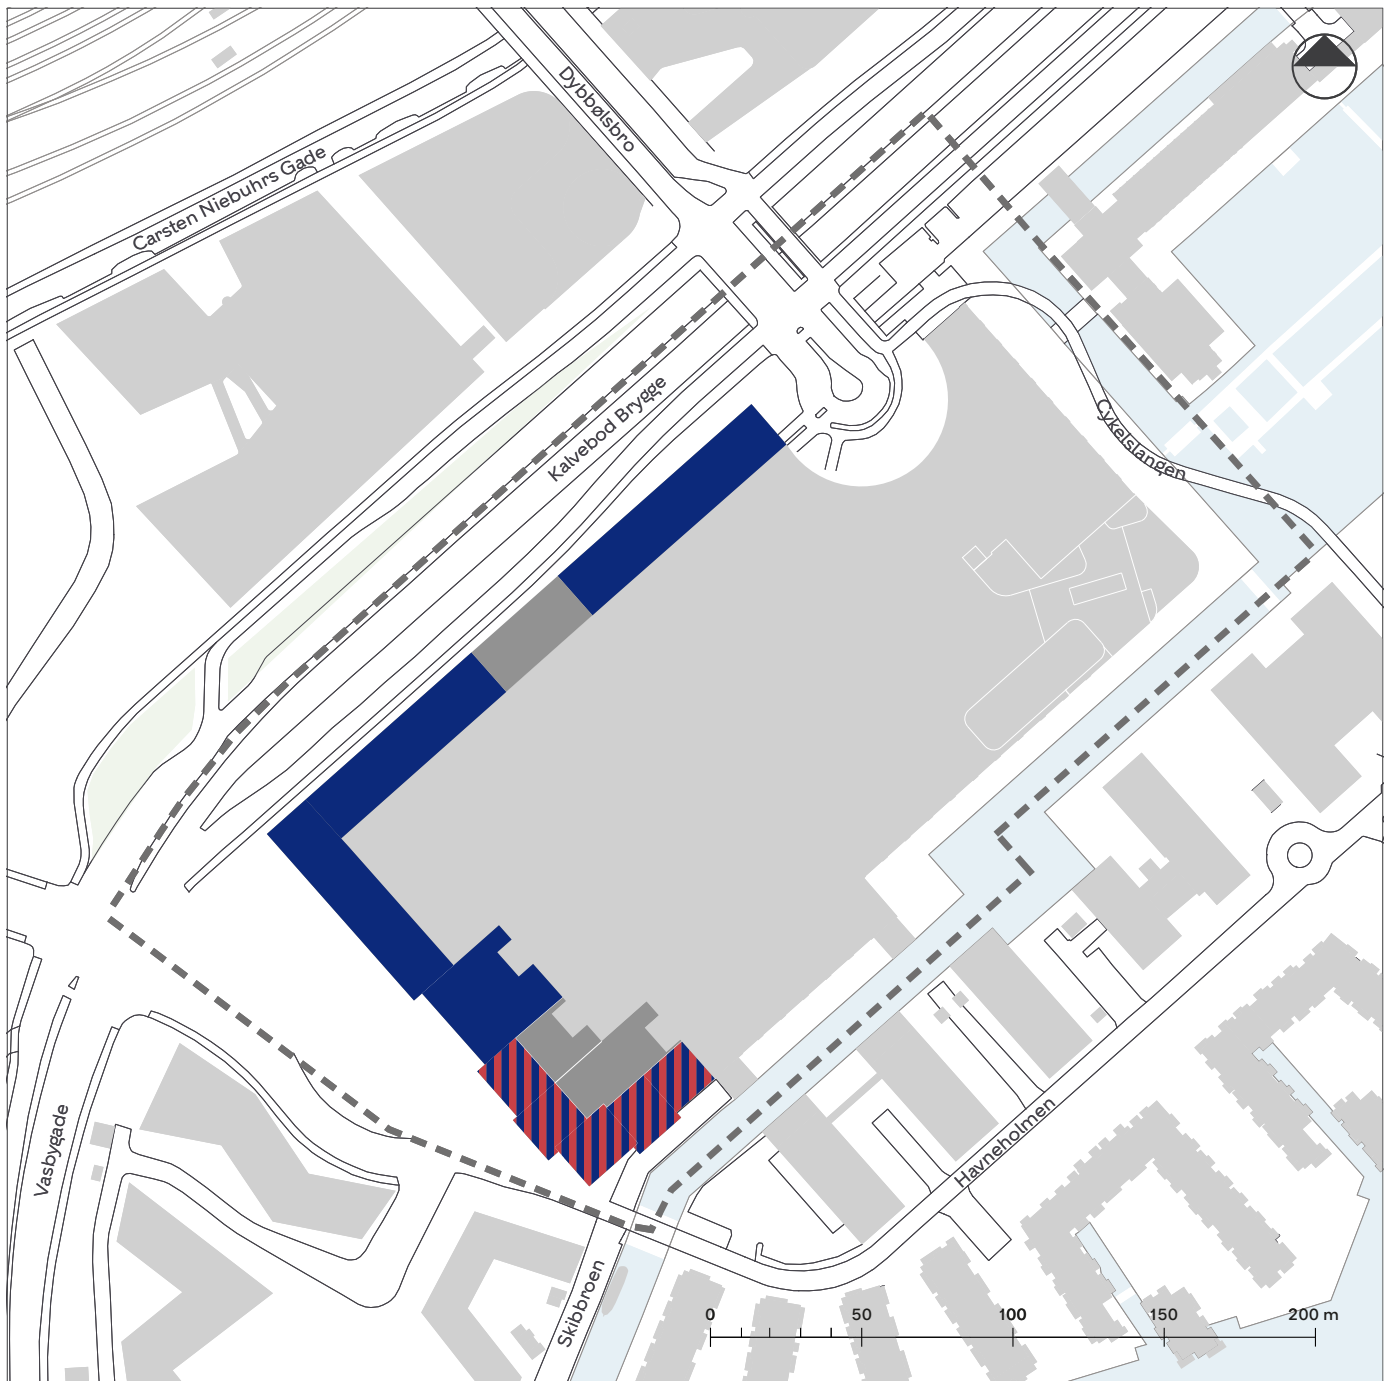 Dybbølsbro
Carsten Niebuhrs Gade
Kalvebod Brygge
Cykelslangen
Vasbygade
Havneholmen
Skibbroen
0 50 100 150 200 m